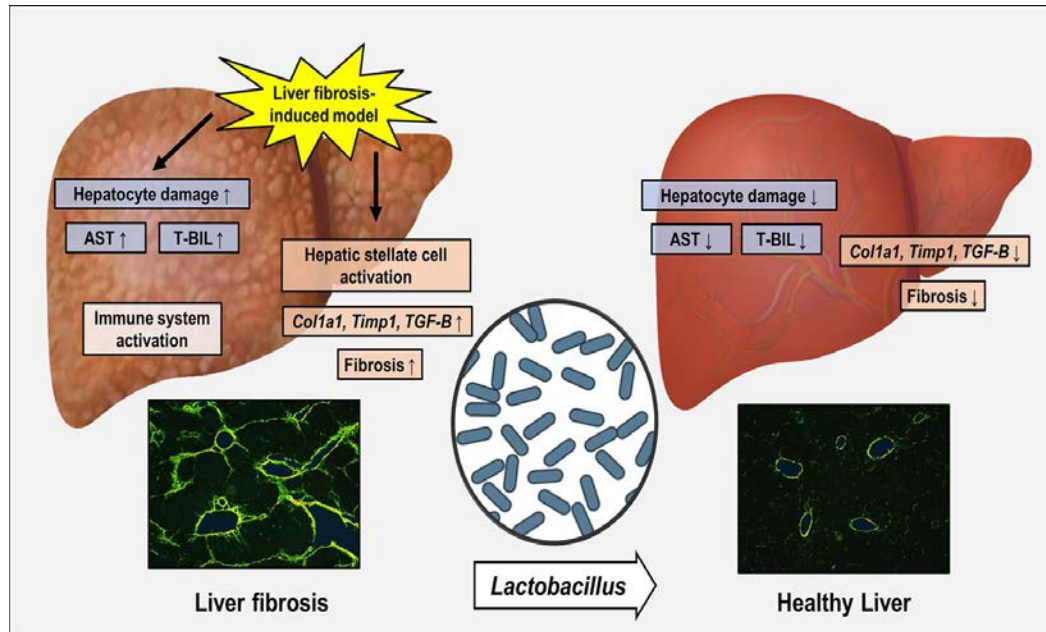 Liver fibrosis-
induced model
Hepatocyte damage ↑
AST ↑
T-BIL ↑
Hepatic stellate cell
activation
Immune system
activation
Col1a1, Timp1, TGF-B ↑
Fibrosis ↑
Liver fibrosis
Lactobacillus
Hepatocyte damage ↓
AST ↓
T-BIL ↓
Col1a1, Timp1, TGF-B ↓
Fibrosis ↓
Healthy Liver